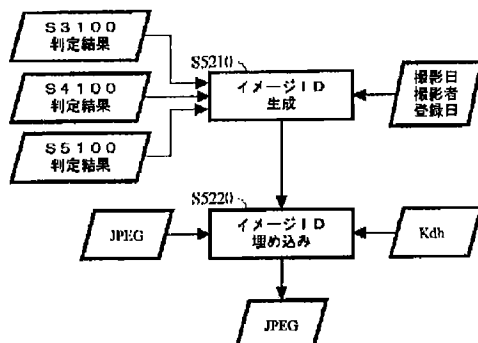 S3100
判定結果
S4100
判定結果
S5100
判定結果
S5210
イメージID
生成
撮影日
撮影者
登録日
S5220
JPEG
イメージID
埋め込み
Kdh
JPEG